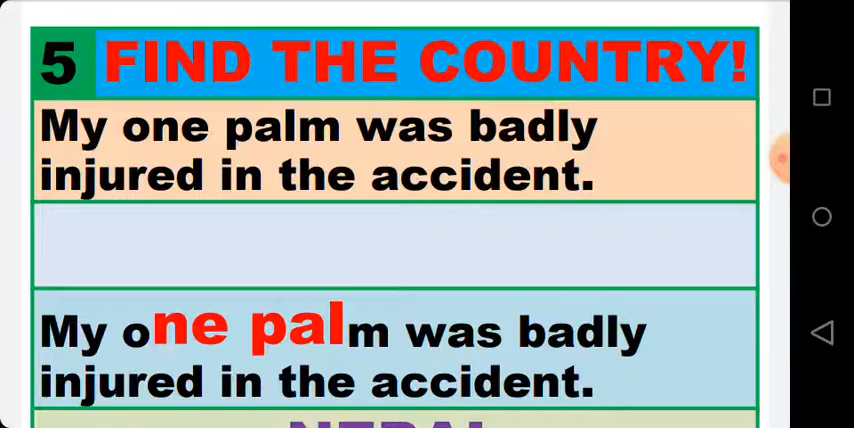 5 FIND THE COUNTRY!
My one palm was badly
injured in the accident.
My one palm was badly
injured in the accident.
NEPAL